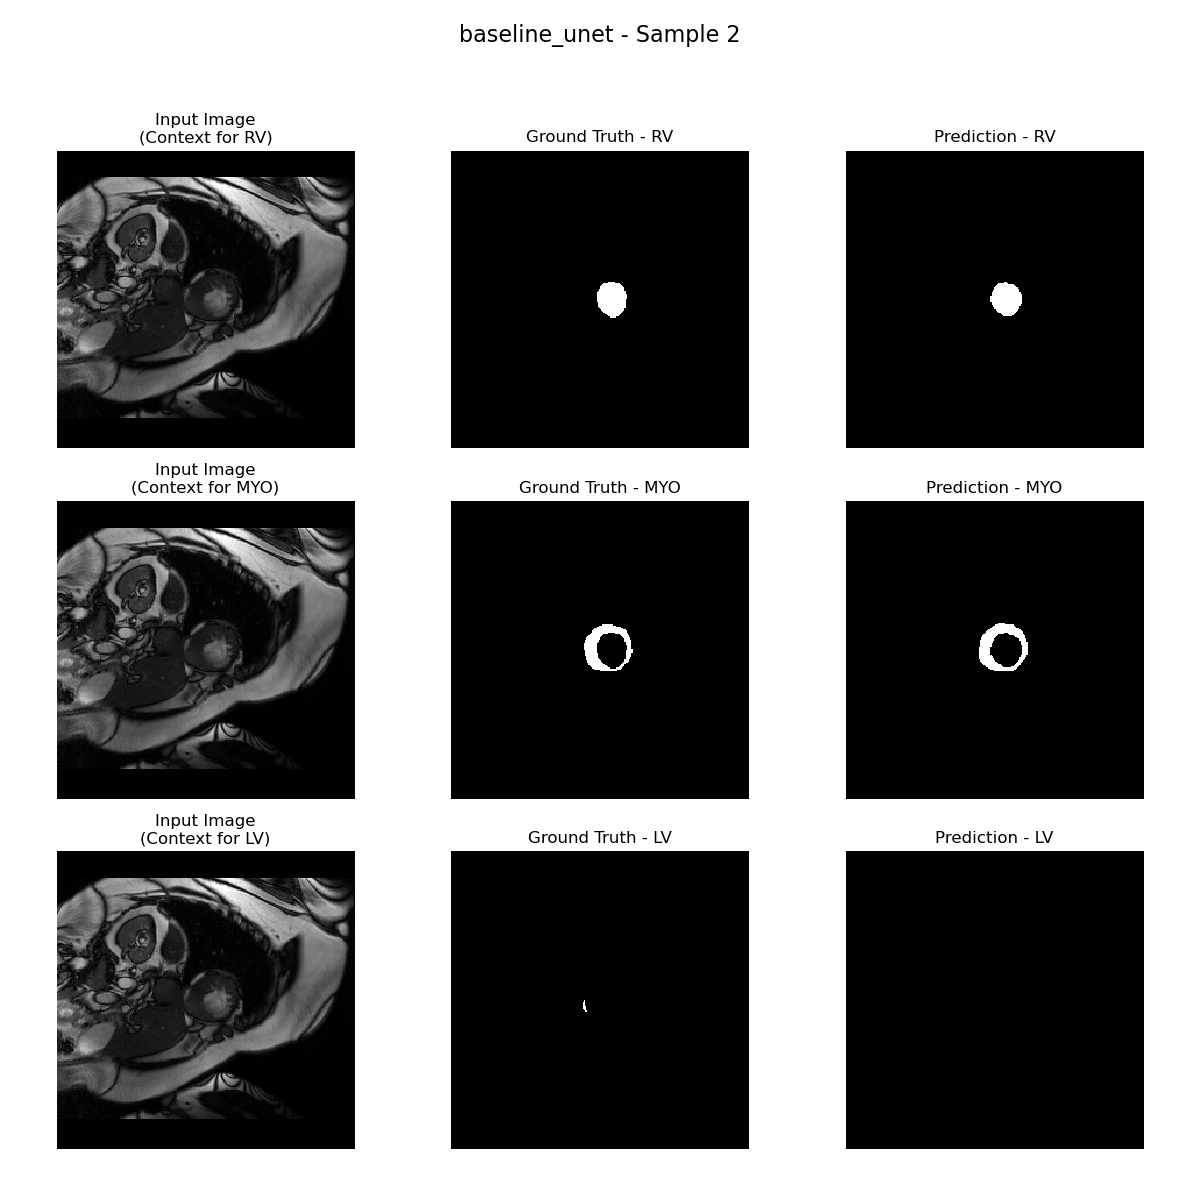 baseline_unet - Sample 2
Input Image
(Context for RV)
Ground Truth - RV
Prediction - RV
Input Image
(Context for MYO)
Ground Truth - MYO
Prediction - MYO
Input Image
(Context for LV)
Ground Truth - LV
Prediction - LV